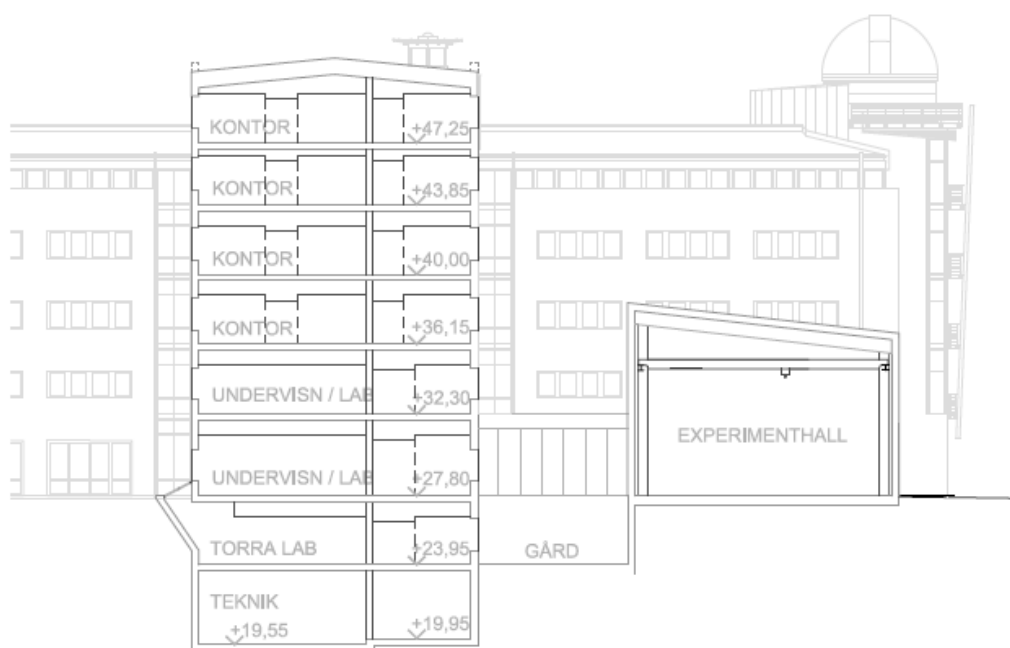 KONTOR +47,25
KONTOR +43,85
KONTOR +40,00
KONTOR +36,15
UNDERVISN / LAB +32,30
EXPERIMENTHALL
UNDERVISN / LAB +27,80
TORRA LAB +23,95 GÅRD
TEKNIK
+19,55 +19,95